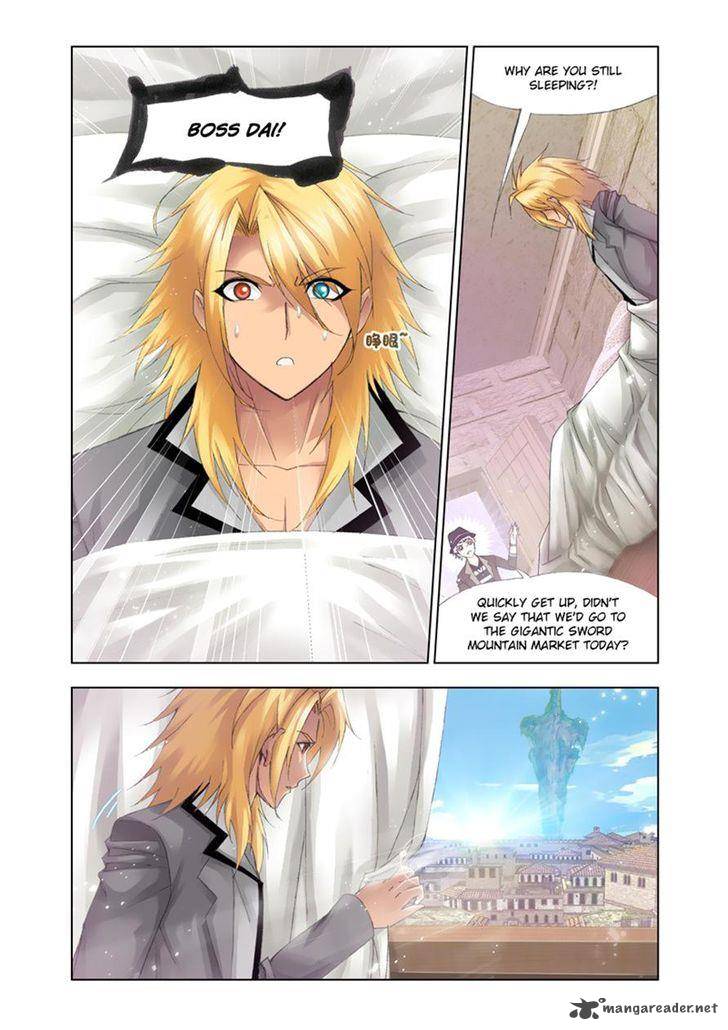 BOSS DAI!
WHY ARE YOU STILL
SLEEPING?!
睁眼~
QUICKLY GET UP, DIDN'T
WE SAY THAT WE'D GO TO
THE GIGANTIC SWORD
MOUNTAIN MARKET TODAY?
mangareader.net